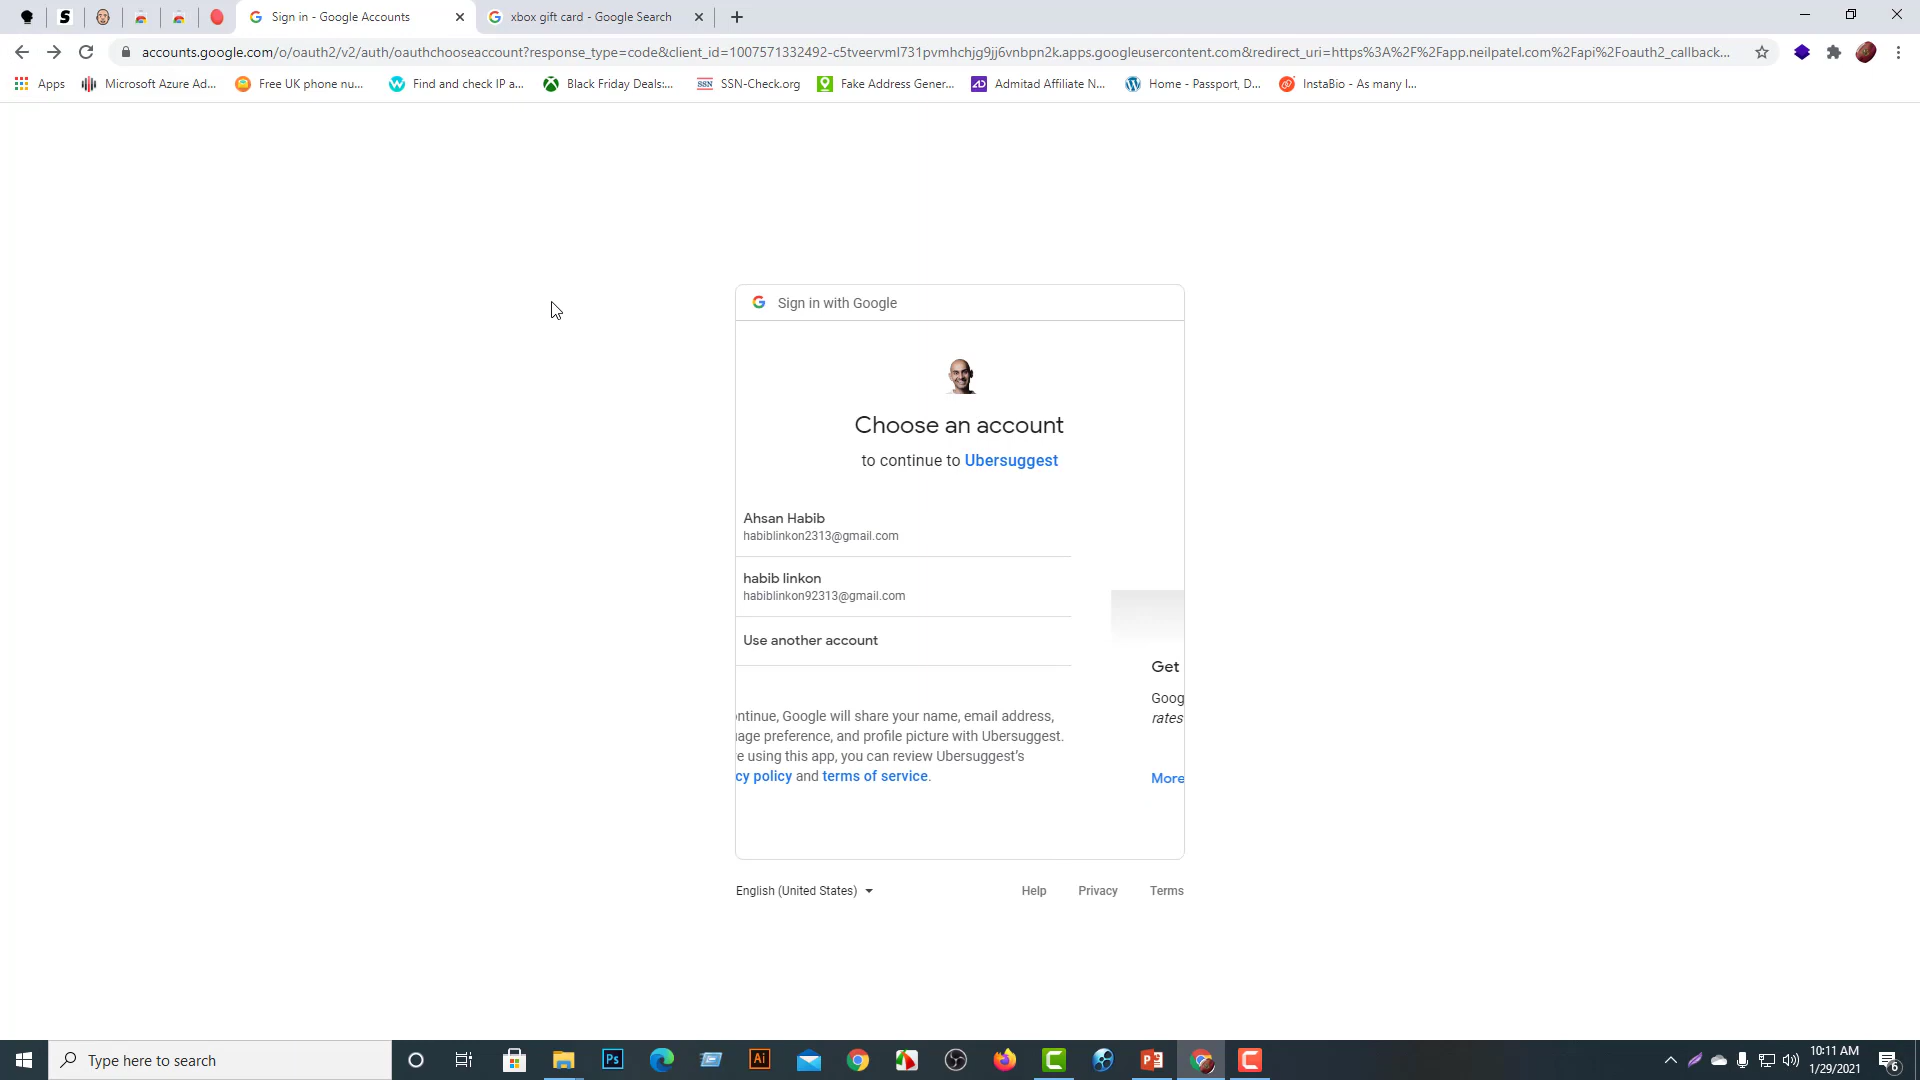 Sign in - Google Accounts
xbox gift card - Google Search
accounts.google.com/o/oauth2/v2/auth/oauthchooseaccount?response_type=code&client_id=1007571332492-c5tveervml731pvmhchjg9jj6vnbpn2k.apps.googleusercontent.com&redirect_uri=https%3A%2F%2Fapp.neilpatel.com%2Fapi%2Foauth2_callback...
Apps
Microsoft Azure Ad...
Free UK phone nu...
Find and check IP a...
Black Friday Deals:...
SSN-Check.org
Fake Address Gener...
Admitad Affiliate N...
Home - Passport, D...
InstaBio - As many l...
Sign in with Google
Choose an account
to continue to Ubersuggest
Ahsan Habib
habiblinkon2313@gmail.com
habib linkon
habiblinkon92313@gmail.com
Use another account
ontinue, Google will share your name, email address,
age preference, and profile picture with Ubersuggest.
e using this app, you can review Ubersuggest's
cy policy and terms of service.
Get
Goog
rates
More
English (United States)
Help
Privacy
Terms
Type here to search
10:11 AM
1/29/2021
6